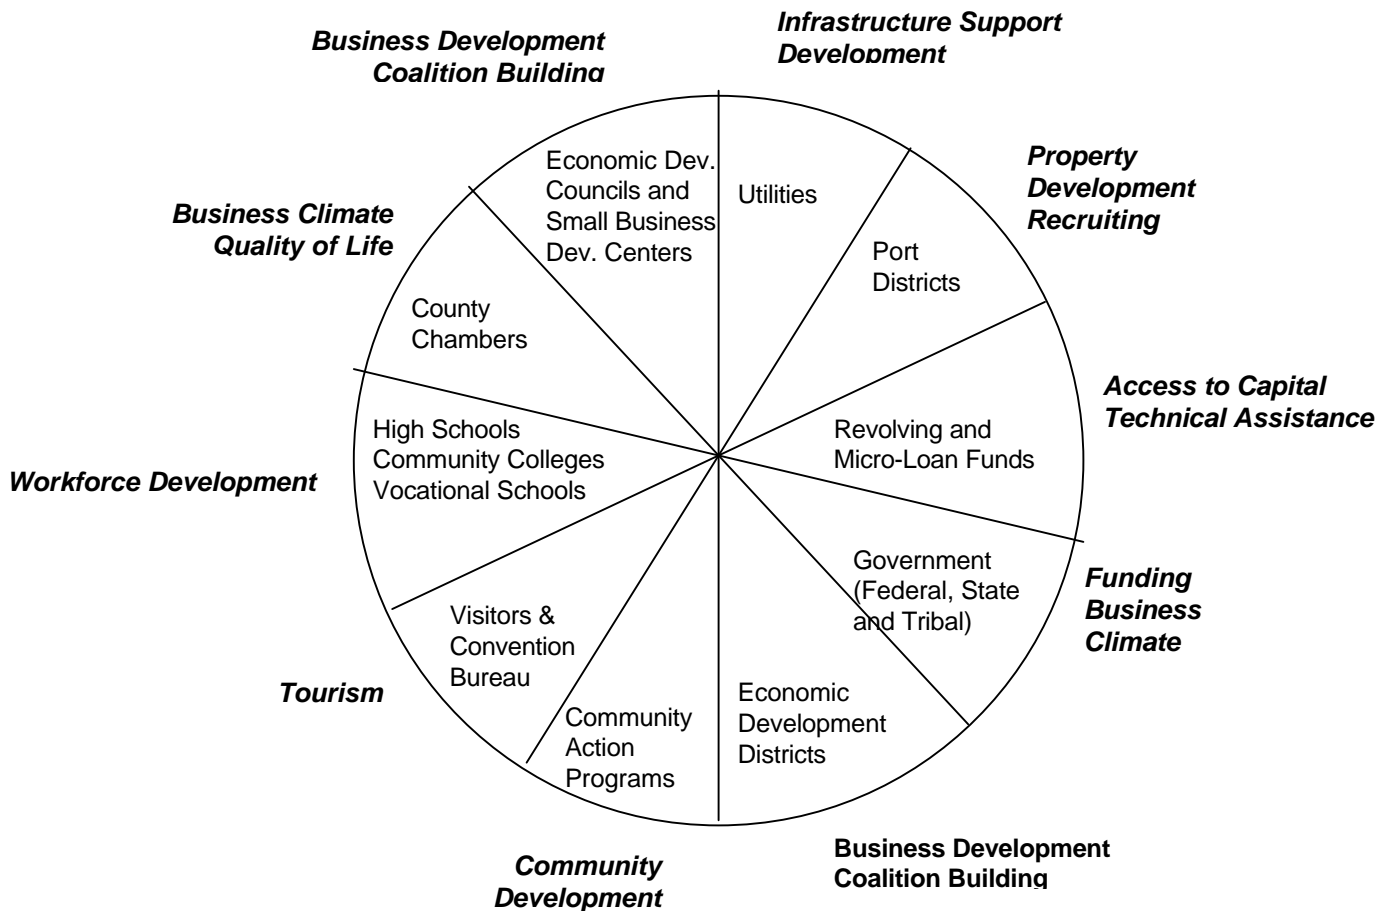 Infrastructure Support
Development
Business Development
Coalition Building
Property
Development
Recruiting
Economic Dev.
Councils and
Small Business
Dev. Centers
Utilities
Business Climate
Quality of Life
Port
Districts
County
Chambers
Access to Capital
Technical Assistance
High Schools
Community Colleges
Vocational Schools
Revolving and
Micro-Loan Funds
Workforce Development
Government
(Federal, State
and Tribal)
Funding
Business
Climate
Visitors &
Convention
Bureau
Tourism
Economic
Development
Districts
Community
Action
Programs
Business Development
Coalition Building
Community
Development